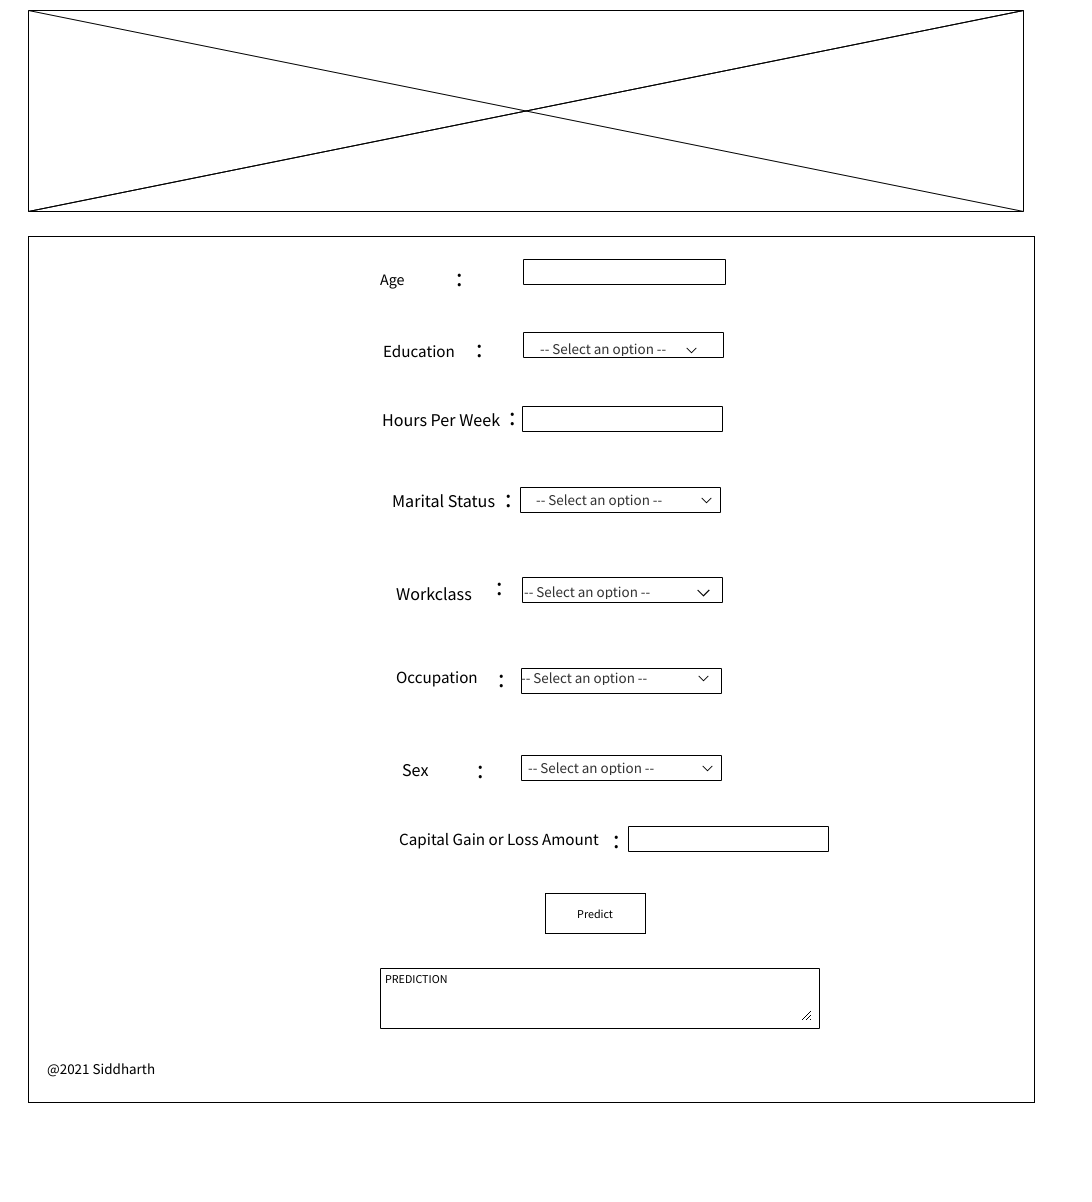 Age :
Education : -- Select an option --
Hours Per Week :
Marital Status : -- Select an option --
Workclass : -- Select an option --
Occupation : -- Select an option --
Sex : -- Select an option --
Capital Gain or Loss Amount :
Predict
PREDICTION
@2021 Siddharth